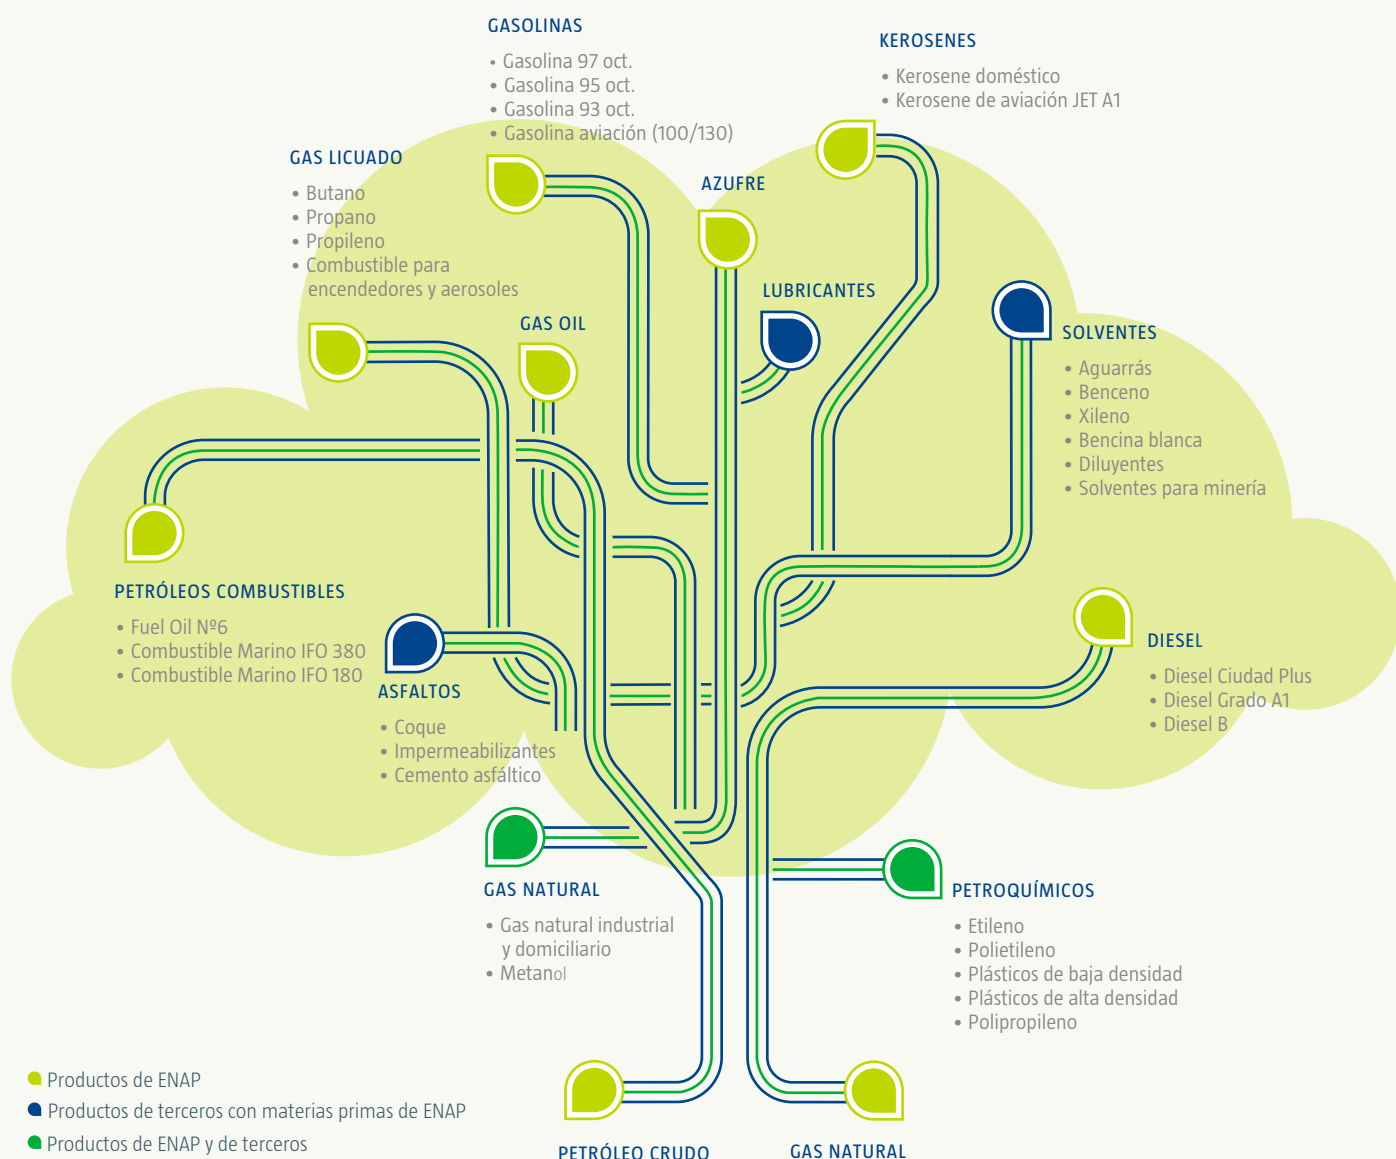 GASOLINAS
• Gasolina 97 oct.
• Gasolina 95 oct.
• Gasolina 93 oct.
• Gasolina aviación (100/130)
KEROSENES
• Kerosene doméstico
• Kerosene de aviación JET A1
GAS LICUADO
• Butano
• Propano
• Propileno
• Combustible para
encendedores y aerosoles
AZUFRE
LUBRICANTES
GAS OIL
SOLVENTES
• Aguarrás
• Benceno
• Xileno
• Bencina blanca
• Diluyentes
• Solventes para minería
PETRÓLEOS COMBUSTIBLES
• Fuel Oil Nº6
• Combustible Marino IFO 380
• Combustible Marino IFO 180
ASFALTOS
• Coque
• Impermeabilizantes
• Cemento asfáltico
DIESEL
• Diesel Ciudad Plus
• Diesel Grado A1
• Diesel B
GAS NATURAL
• Gas natural industrial
y domiciliario
• Metanol
PETROQUÍMICOS
• Etileno
• Polietileno
• Plásticos de baja densidad
• Plásticos de alta densidad
• Polipropileno
Productos de ENAP
Productos de terceros con materias primas de ENAP
Productos de ENAP y de terceros
PETRÓLEO CRUDO
GAS NATURAL